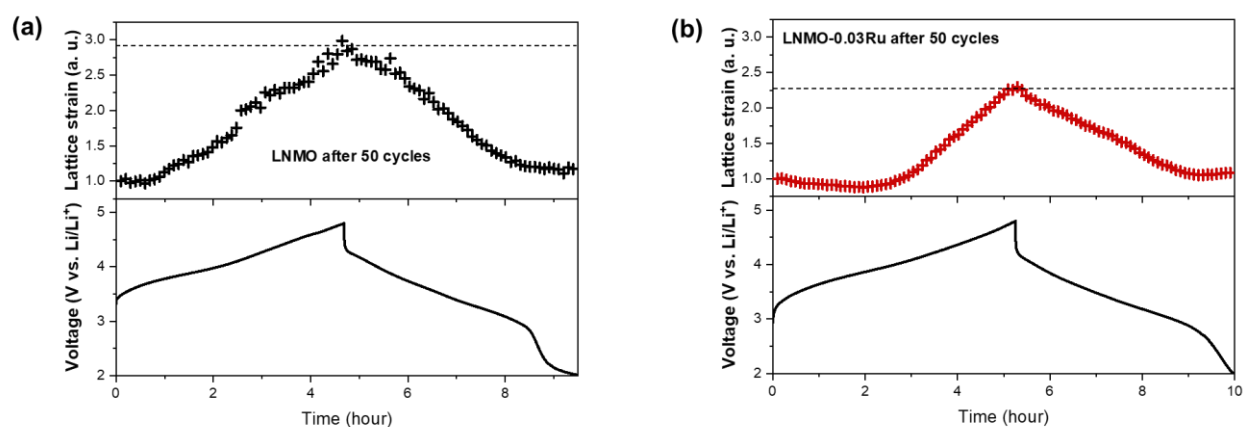 (a)
Lattice strain (a. u.)
3.0
2.5
2.0
1.5
1.0
LNMO after 50 cycles
Voltage (V vs. Li/Li⁺)
5
4
3
2
0 2 4 6 8
Time (hour)
(b)
Lattice strain (a. u.)
3.0
2.5
2.0
1.5
1.0
LNMO-0.03Ru after 50 cycles
Voltage (V vs. Li/Li⁺)
5
4
3
2
0 2 4 6 8 10
Time (hour)